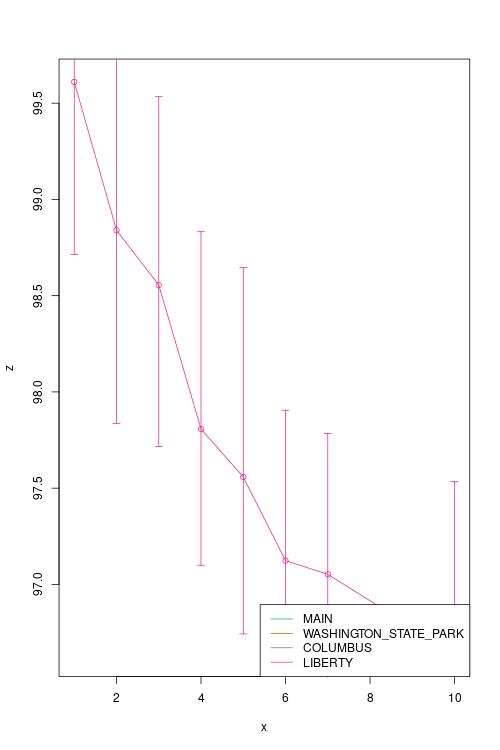 99.5
99.0
98.5
98.0
97.5
97.0
z
MAIN
WASHINGTON_STATE_PARK
COLUMBUS
LIBERTY
2 4 6 8 10
x